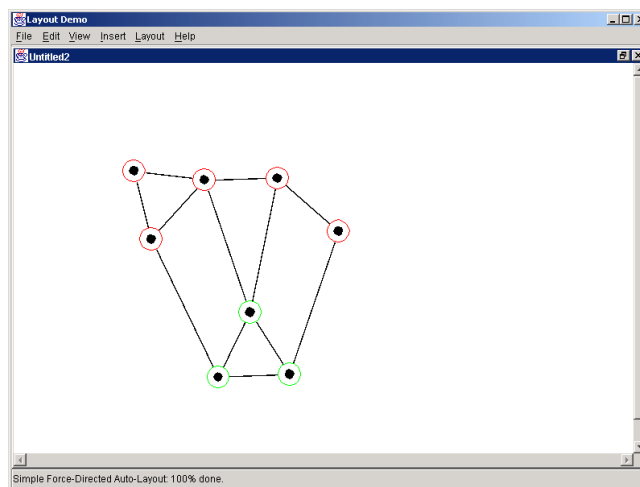 Layout Demo
File Edit View Insert Layout Help
Untitled2
Simple Force-Directed Auto-Layout: 100% done.